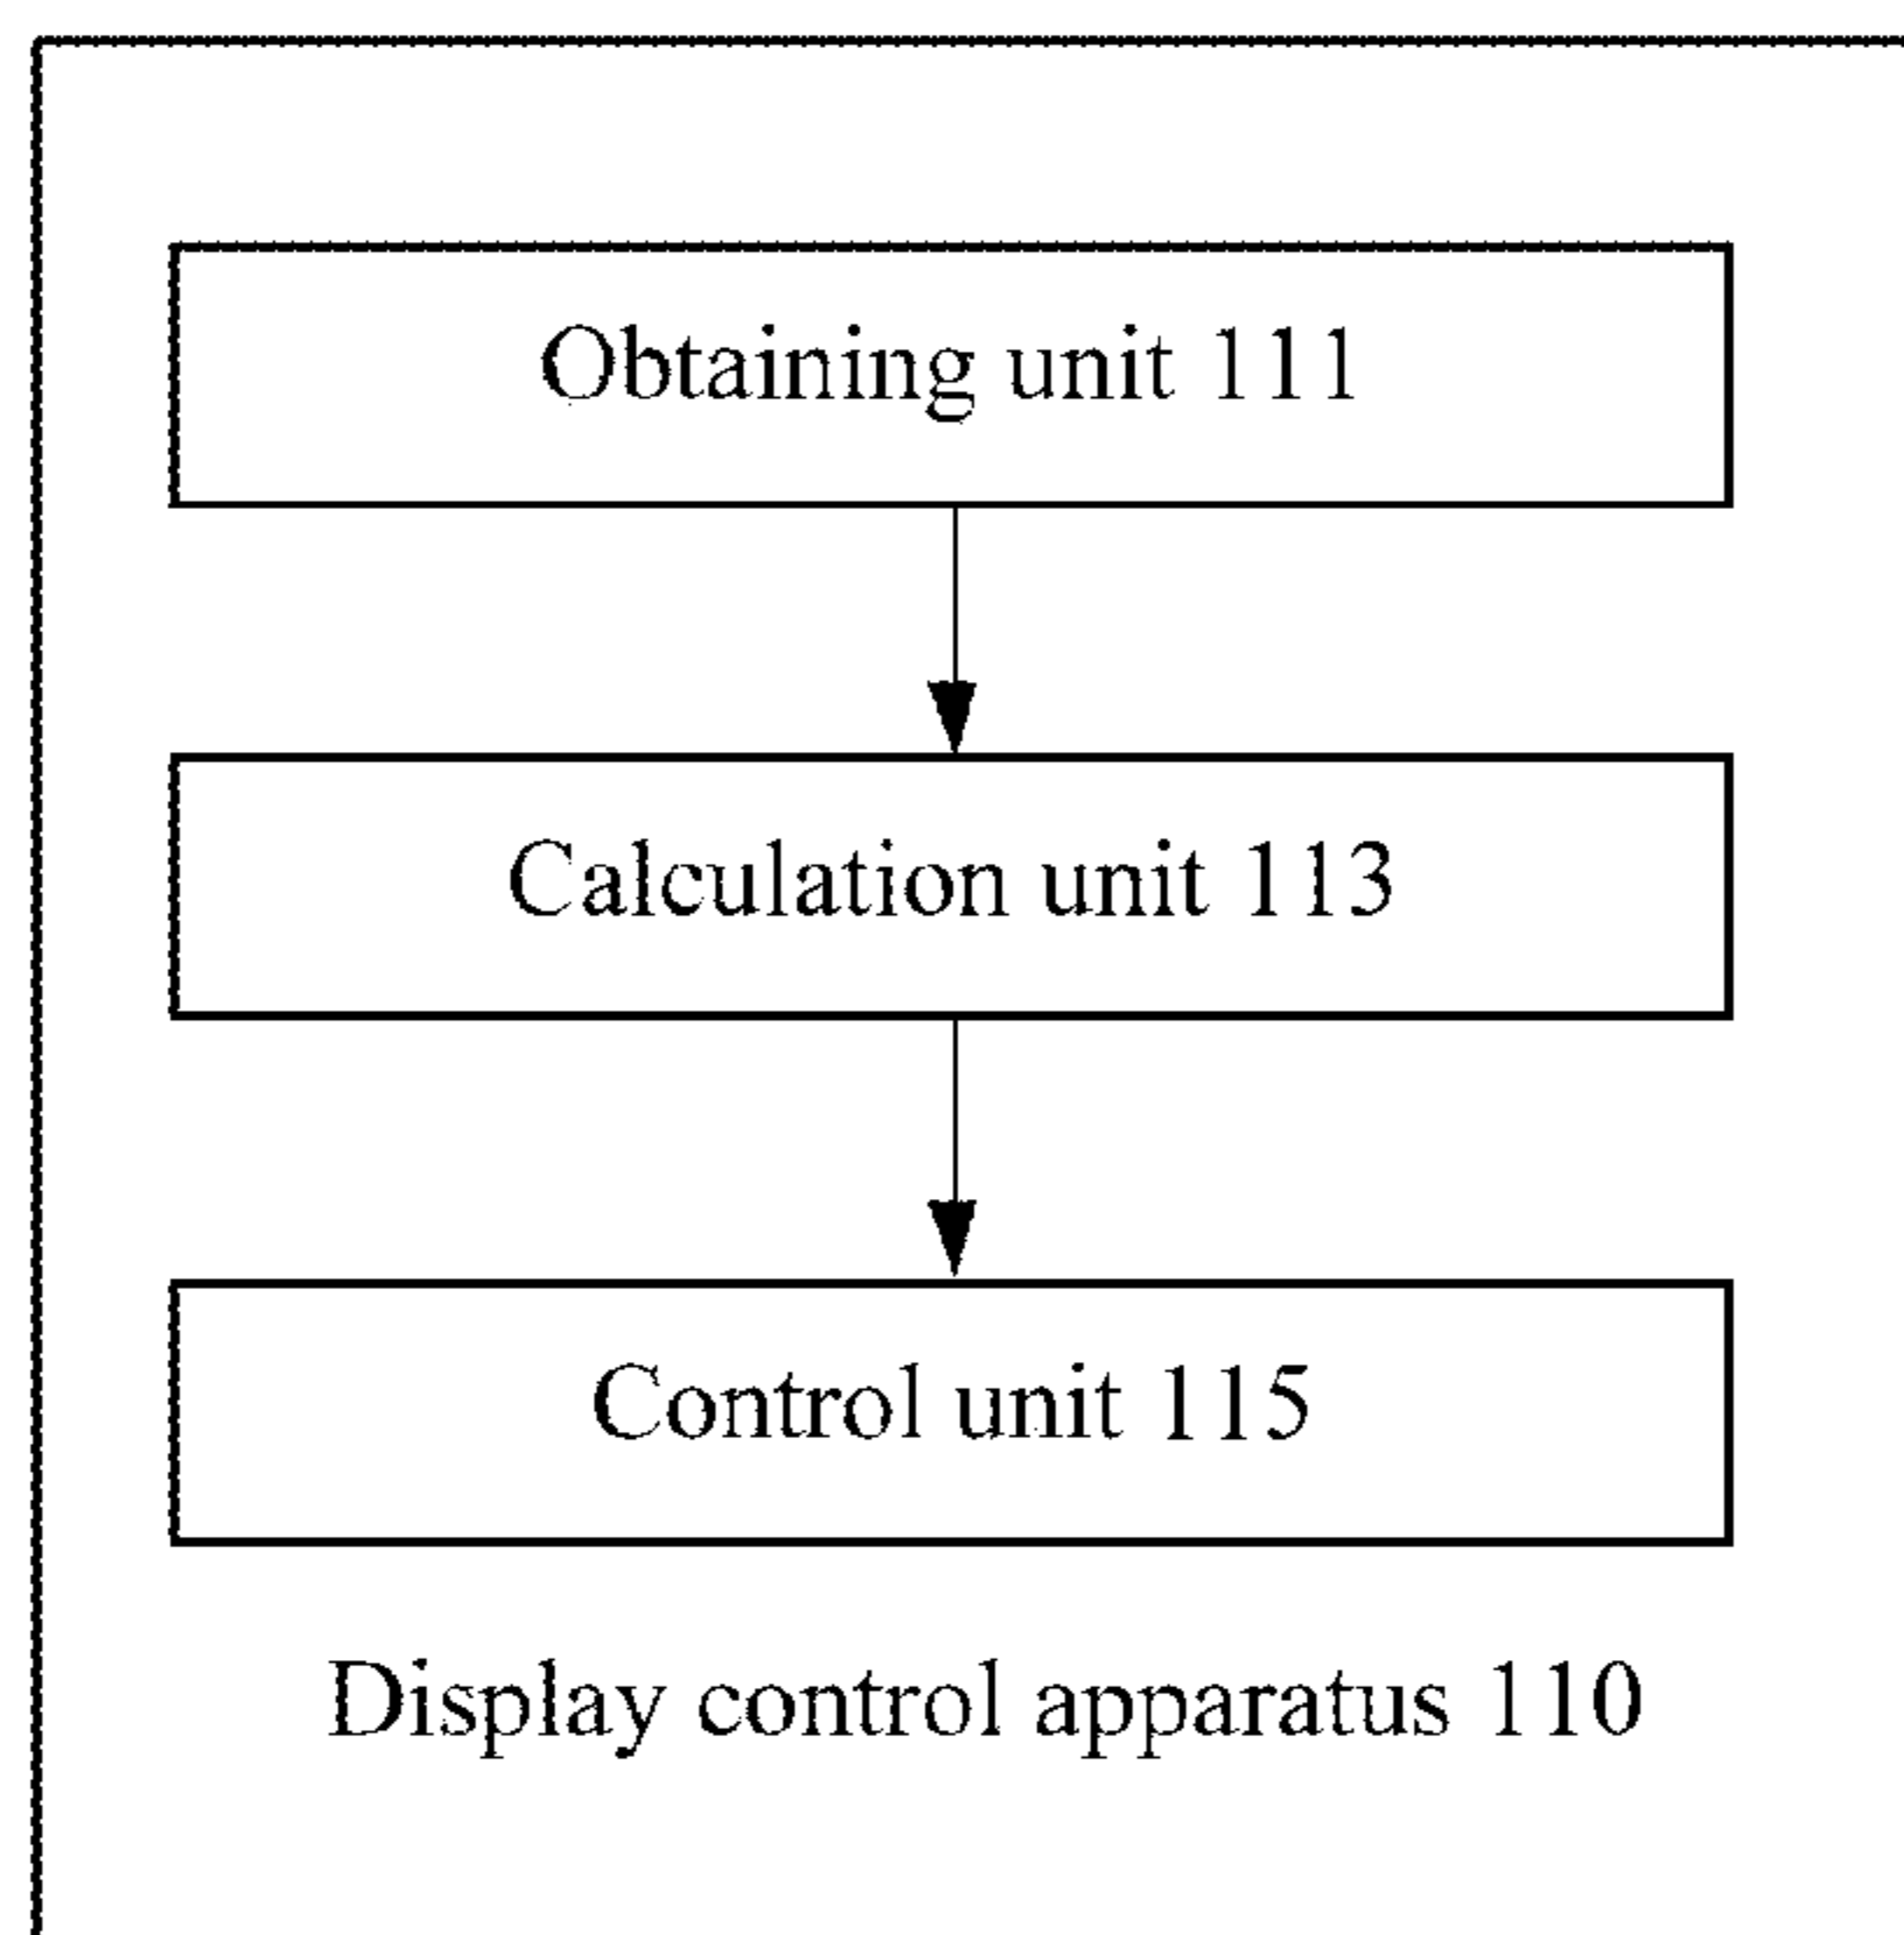 Obtaining unit 111
Calculation unit 113
Control unit 115
Display control apparatus 110